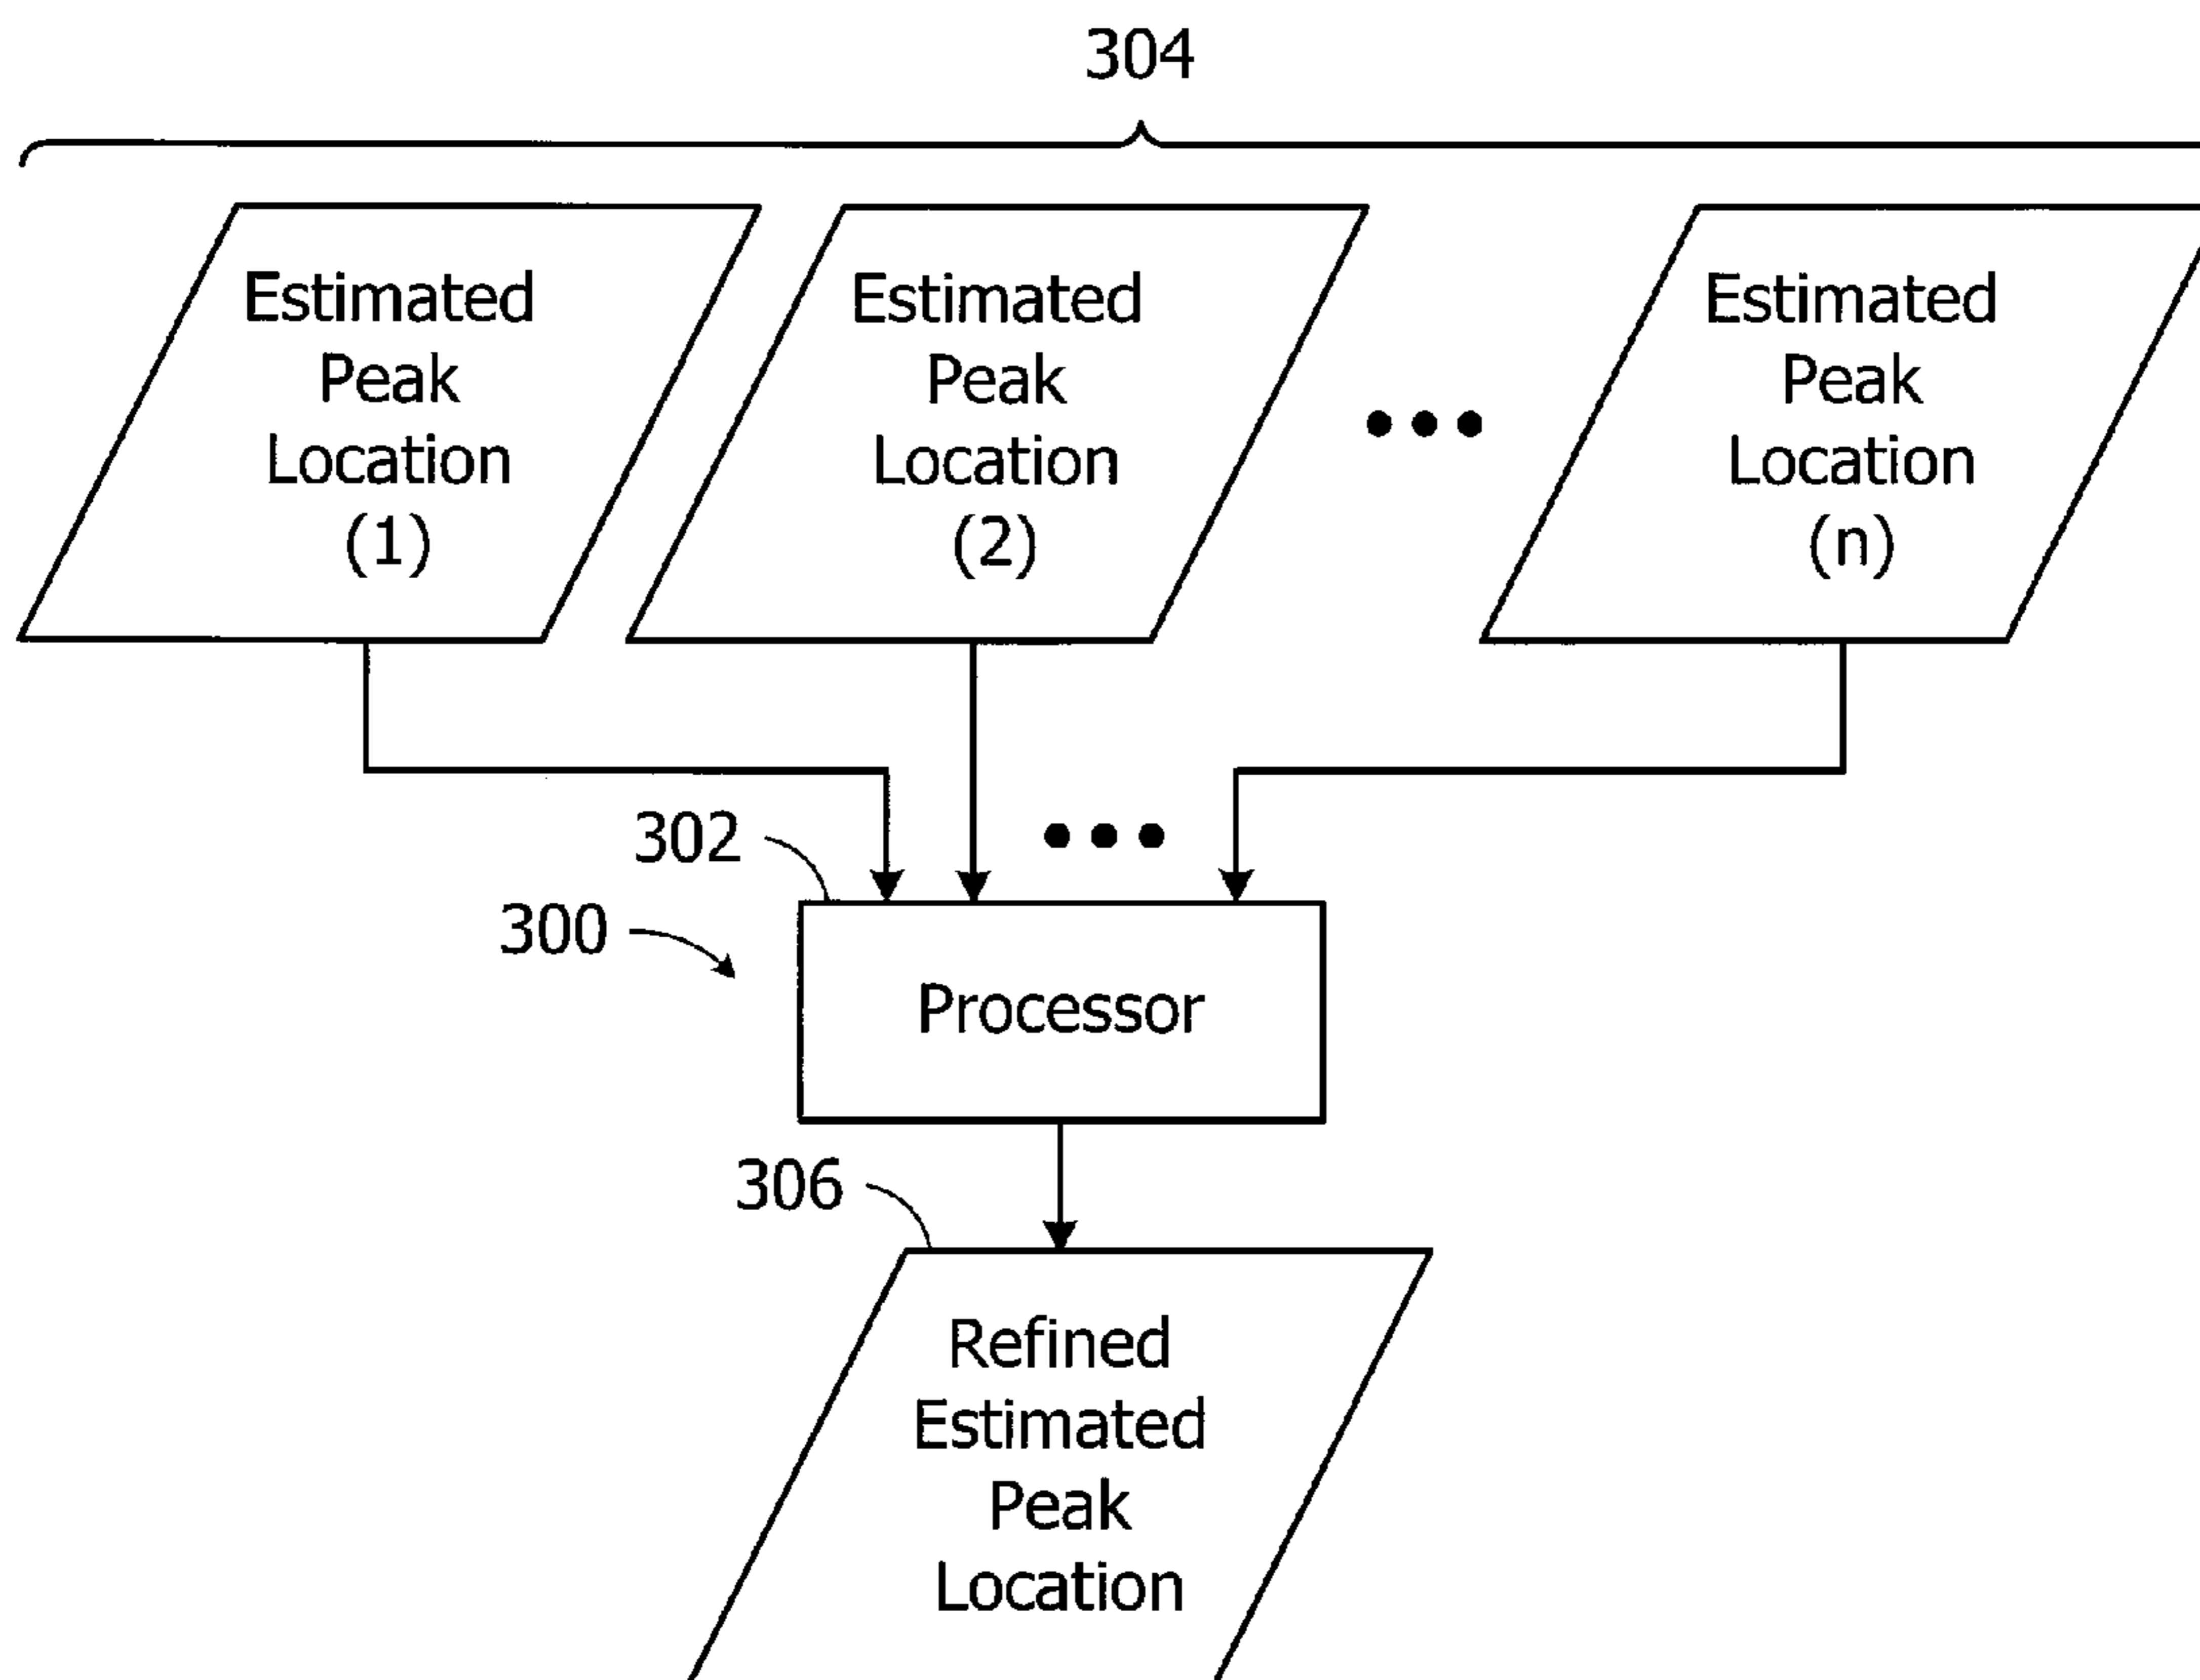 304
Estimated
Peak
Location
(1)
Estimated
Peak
Location
(2)
Estimated
Peak
Location
(n)
302
300
Processor
306
Refined
Estimated
Peak
Location